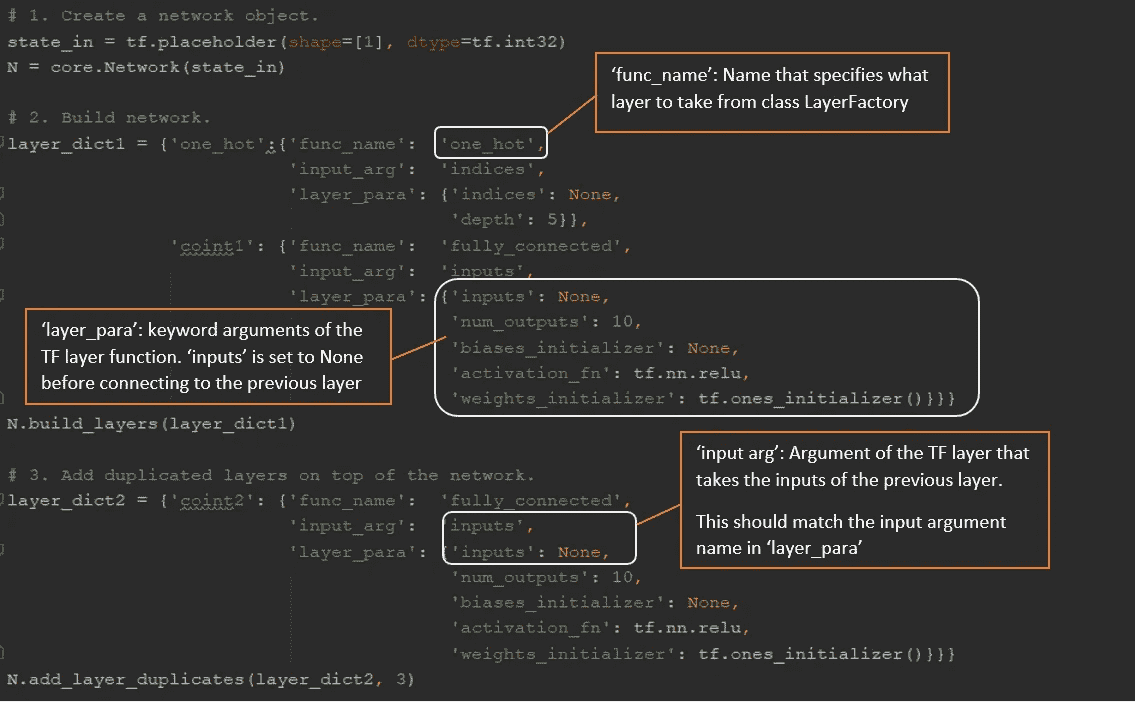 # 1. Create a network object.
state_in = tf.placeholder(shape=[1], dtype=tf.int32)
N = core.Network(state_in)
‘func_name’: Name that specifies what
layer to take from class LayerFactory
# 2. Build network.
layer_dict1 = {'one_hot':{'func_name': 'one_hot',
'input_arg': 'indices',
'layer_para': {'indices': None,
'depth': 5}},
'coint1': {'func_name': 'fully_connected',
'input_arg': 'inputs',
'layer_para': {'inputs': None,
'num_outputs': 10,
'biases_initializer': None,
'activation_fn': tf.nn.relu,
'weights_initializer': tf.ones_initializer()}}}
‘layer_para’: keyword arguments of the
TF layer function. ‘inputs’ is set to None
before connecting to the previous layer
N.build_layers(layer_dict1)
‘input arg’: Argument of the TF layer that
takes the inputs of the previous layer.
This should match the input argument
name in ‘layer_para’
# 3. Add duplicated layers on top of the network.
layer_dict2 = {'coint2': {'func_name': 'fully_connected',
'input_arg': 'inputs',
'layer_para': {'inputs': None,
'num_outputs': 10,
'biases_initializer': None,
'activation_fn': tf.nn.relu,
'weights_initializer': tf.ones_initializer()}}}
N.add_layer_duplicates(layer_dict2, 3)